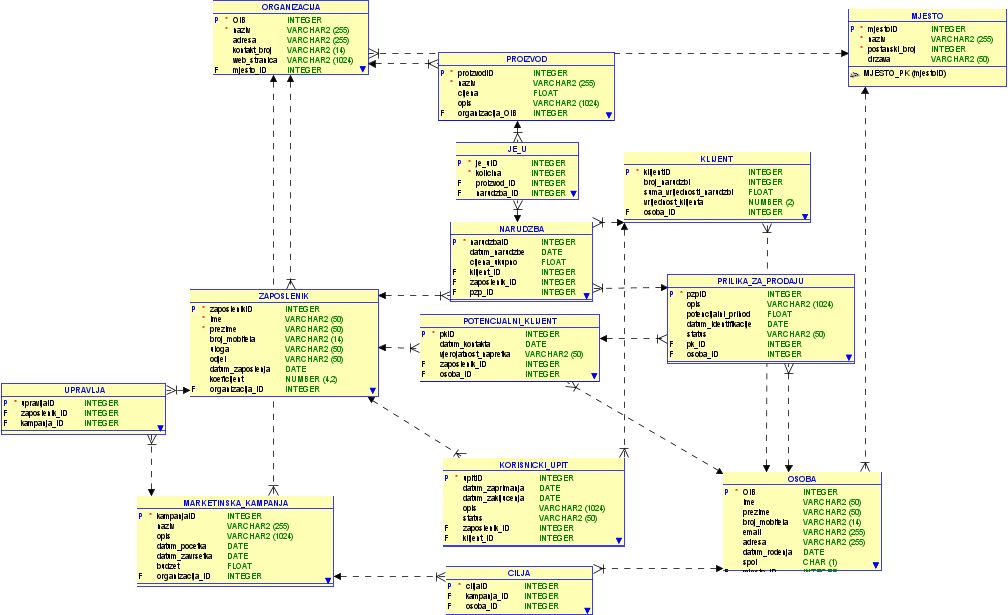 ORGANIZACIJA
P * OIB INTEGER
* naziv VARCHAR2 (255)
adresa VARCHAR2 (255)
kontakt_broj VARCHAR2 (14)
web_stranica VARCHAR2 (1024)
F mjesto_ID INTEGER
MJESTO
P * mjestoID INTEGER
* naziv VARCHAR2 (255)
* postanski_broj INTEGER
drzava VARCHAR2 (50)
MJESTO_PK (mjestoID)
PROIZVOD
P * proizvodID INTEGER
* naziv VARCHAR2 (255)
cijena FLOAT
opis VARCHAR2 (1024)
F organizacija_OIB INTEGER
JE_U
P * je_uID INTEGER
* kolicina INTEGER
F proizvod_ID INTEGER
F narudzba_ID INTEGER
KLIJENT
P * klijentID INTEGER
broj_narudzbi INTEGER
suma_vrijednosti_narudzbi FLOAT
vrijednost_klijenta NUMBER (2)
F osoba_ID INTEGER
NARUDZBA
P * narudzbaID INTEGER
datum_narudzbe DATE
cijena_ukupno FLOAT
F klijent_ID INTEGER
F zaposlenik_ID INTEGER
F pzp_ID INTEGER
ZAPOSLENIK
P * zaposlenikID INTEGER
* ime VARCHAR2 (50)
* prezime VARCHAR2 (50)
broj_mobitela VARCHAR2 (14)
uloga VARCHAR2 (50)
odjel VARCHAR2 (50)
datum_zaposlenja DATE
koeficijent NUMBER (4,2)
F organizacija_ID INTEGER
PRILIKA_ZA_PRODAJU
P * pzpID INTEGER
opis VARCHAR2 (1024)
potencijalni_prihod FLOAT
datum_identifikacije DATE
status VARCHAR2 (50)
F pk_ID INTEGER
F osoba_ID INTEGER
POTENCIJALNI_KLIJENT
P * pkID INTEGER
datum_kontakta DATE
vjerojatnost_napretka VARCHAR2 (50)
F zaposlenik_ID INTEGER
F osoba_ID INTEGER
UPRAVLJA
P * upravljaID INTEGER
F zaposlenik_ID INTEGER
F kampanja_ID INTEGER
KORISNICKI_UPIT
P * upitID INTEGER
datum_zaprimanja DATE
datum_zakljucenja DATE
opis VARCHAR2 (1024)
status VARCHAR2 (50)
F zaposlenik_ID INTEGER
F klijent_ID INTEGER
OSOBA
P * OIB INTEGER
ime VARCHAR2 (50)
prezime VARCHAR2 (50)
broj_mobitela VARCHAR2 (14)
email VARCHAR2 (255)
adresa VARCHAR2 (255)
datum_rodenja DATE
spol CHAR (1)
MARKETINSKA_KAMPANJA
P * kampanjaID INTEGER
naziv VARCHAR2 (255)
opis VARCHAR2 (1024)
datum_pocetka DATE
datum_zavrsetka DATE
budzet FLOAT
F organizacija_ID INTEGER
CILJA
P * ciljaID INTEGER
F kampanja_ID INTEGER
F osoba_ID INTEGER